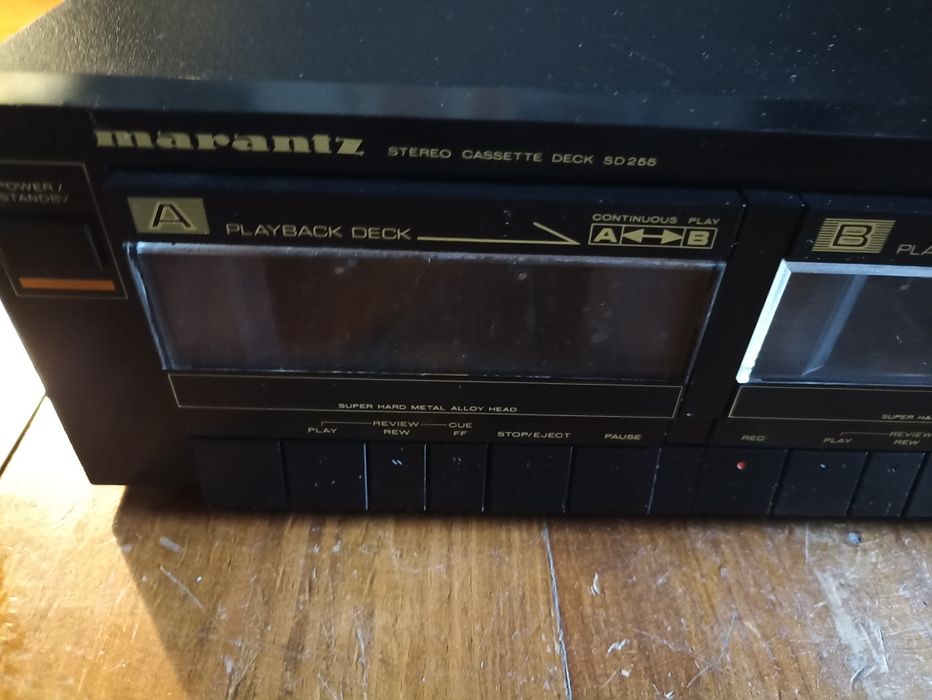 marantz STEREO CASSETTE DECK SD255
POWER /
STANDBY
A PLAYBACK DECK
CONTINUOUS PLAY
A B
SUPER HARD METAL ALLOY HEAD
REVIEW CUE
PLAY REW FF STOP/EJECT PAUSE
B
REC PLAY REVIEW
REW